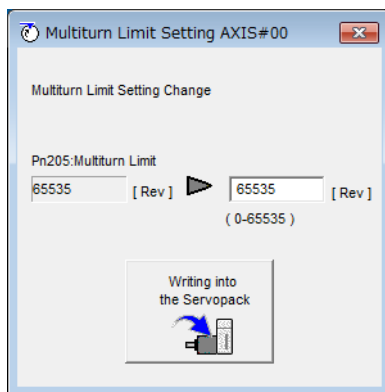 Multiturn Limit Setting AXIS#00
Multiturn Limit Setting Change
Pn205:Multiturn Limit
65535 [ Rev ] 65535 [ Rev ]
( 0-65535 )
Writing into
the Servopack